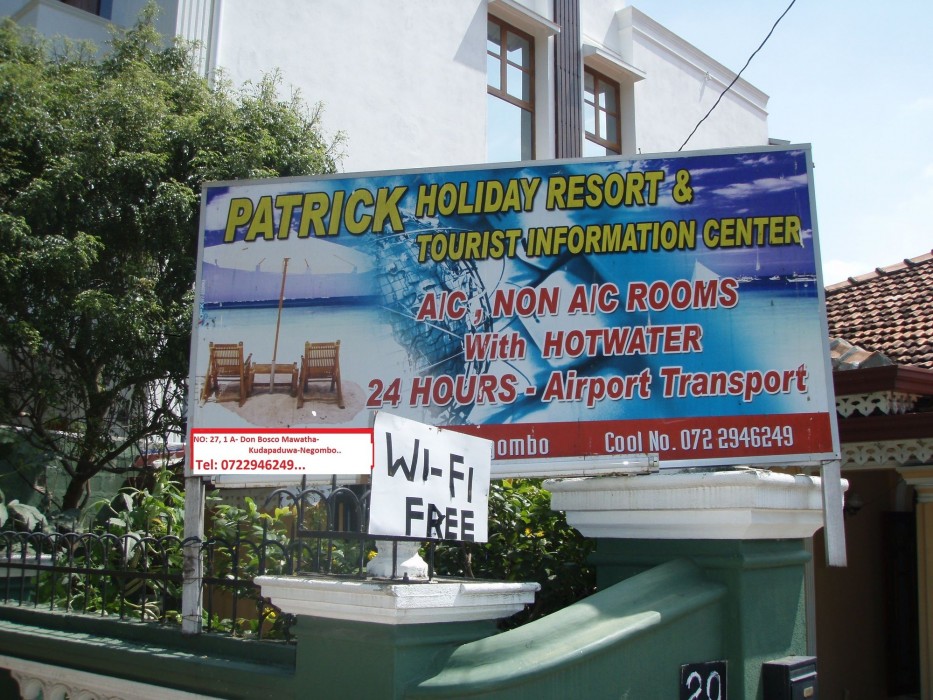 PATRICK HOLIDAY RESORT &
TOURIST INFORMATION CENTER
A/C , NON A/C ROOMS
With HOTWATER
24 HOURS - Airport Transport
NO: 27, 1 A- Don Bosco Mawatha-
Kudapaduwa-Negombo..
Tel: 0722946249...
Cool No. 072 2946249
WI-FI
FREE
20